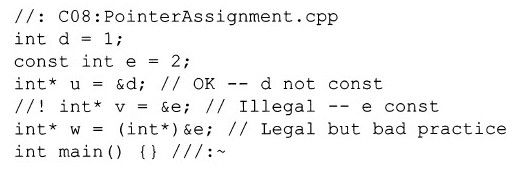 //: C08:PointerAssignment.cpp
int d = 1;
const int e = 2;
int* u = &d; // OK -- d not const
//! int* v = &e; // Illegal -- e const
int* w = (int*)&e; // Legal but bad practice
int main() {} ///:~